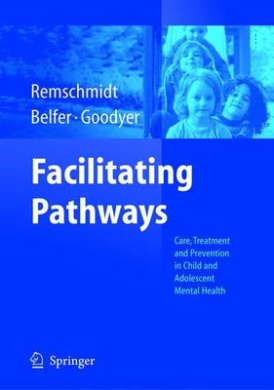 Remschmidt
Belfer · Goodyer
Facilitating
Pathways
Care, Treatment
and Prevention
in Child and
Adolescent
Mental Health
Springer